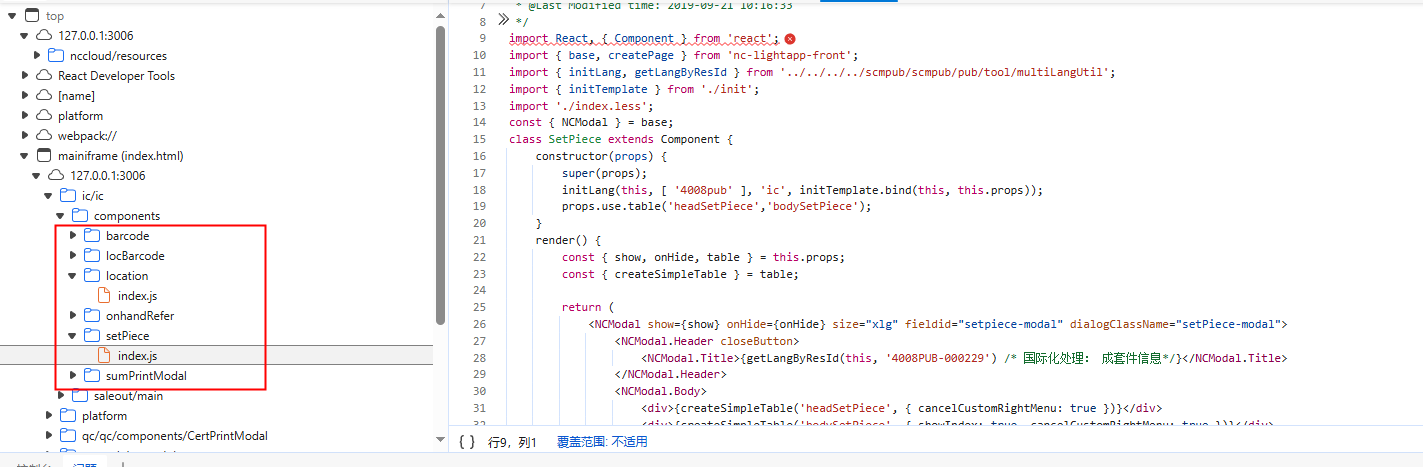 top
127.0.0.1:3006
nccloud/resources
React Developer Tools
[name]
platform
webpack://
mainframe (index.html)
127.0.0.1:3006
ic/ic
components
barcode
locBarcode
location
index.js
onhandRefer
setPiece
index.js
sumPrintModal
saleout/main
platform
qc/qc/components/CertPrintModal
7 * @Last Modified time: 2019-09-21 10:16:33
8 */
9 import React, { Component } from 'react';
10 import { base, createPage } from 'nc-lightapp-front';
11 import { initLang, getLangByResId } from '../../../../scmpub/scmpub/pub/tool/multiLangUtil';
12 import { initTemplate } from './init';
13 import './index.less';
14 const { NCModal } = base;
15 class SetPiece extends Component {
16 constructor(props) {
17 super(props);
18 initLang(this, [ '4008pub' ], 'ic', initTemplate.bind(this, this.props));
19 props.use.table('headSetPiece','bodySetPiece');
20 }
21 render() {
22 const { show, onHide, table } = this.props;
23 const { createSimpleTable } = table;
24
25 return (
26 <NCModal show={show} onHide={onHide} size="xlg" fieldid="setpiece-modal" dialogClassName="setPiece-modal">
27 <NCModal.Header closeButton>
28 <NCModal.Title>{getLangByResId(this, '4008PUB-000229') /* 国际化处理: 成套件信息*/}</NCModal.Title>
29 </NCModal.Header>
30 <NCModal.Body>
31 <div>{createSimpleTable('headSetPiece', { cancelCustomRightMenu: true })}</div>
32 <div>{createSimpleTable('bodySetPiece', { showIndex: true, cancelCustomRightMenu: true })}</div>
{ } 行9，列1 覆盖范围: 不适用
控制台 问题